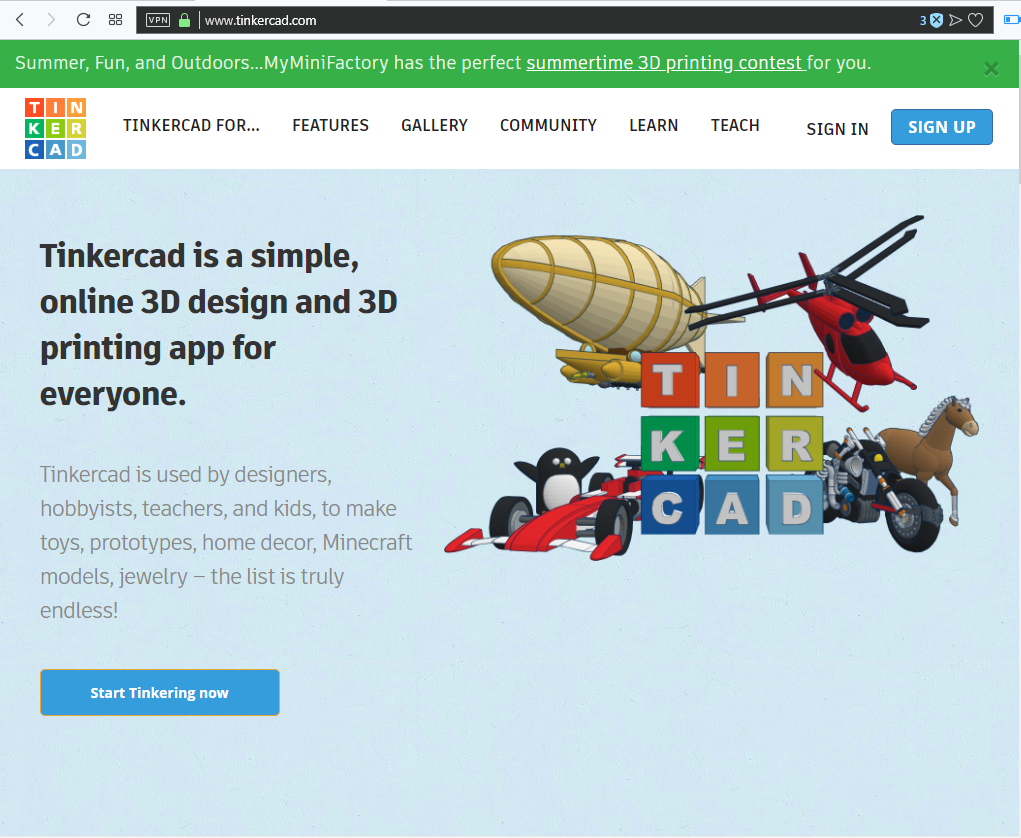 VPN www.tinkercad.com 3
Summer, Fun, and Outdoors...MyMiniFactory has the perfect summertime 3D printing contest for you.
TIN
KER
CAD
TINKERCAD FOR... FEATURES GALLERY COMMUNITY LEARN TEACH SIGN IN SIGN UP
Tinkercad is a simple,
online 3D design and 3D
printing app for
everyone.
Tinkercad is used by designers,
hobbyists, teachers, and kids, to make
toys, prototypes, home decor, Minecraft
models, jewelry – the list is truly
endless!
Start Tinkering now
TIN
KER
CAD